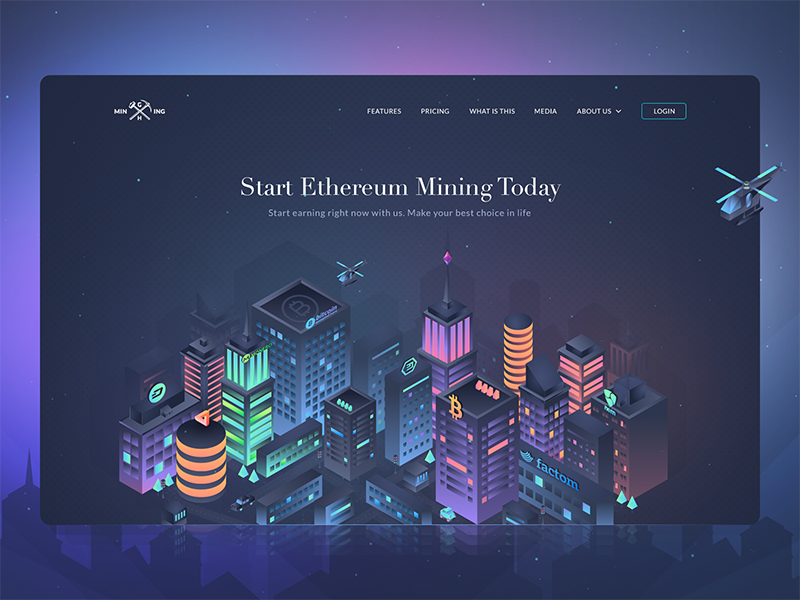 MIN G H ING
FEATURES PRICING WHAT IS THIS MEDIA ABOUT US LOGIN
Start Ethereum Mining Today
Start earning right now with us. Make your best choice in life
bitcoin
factom